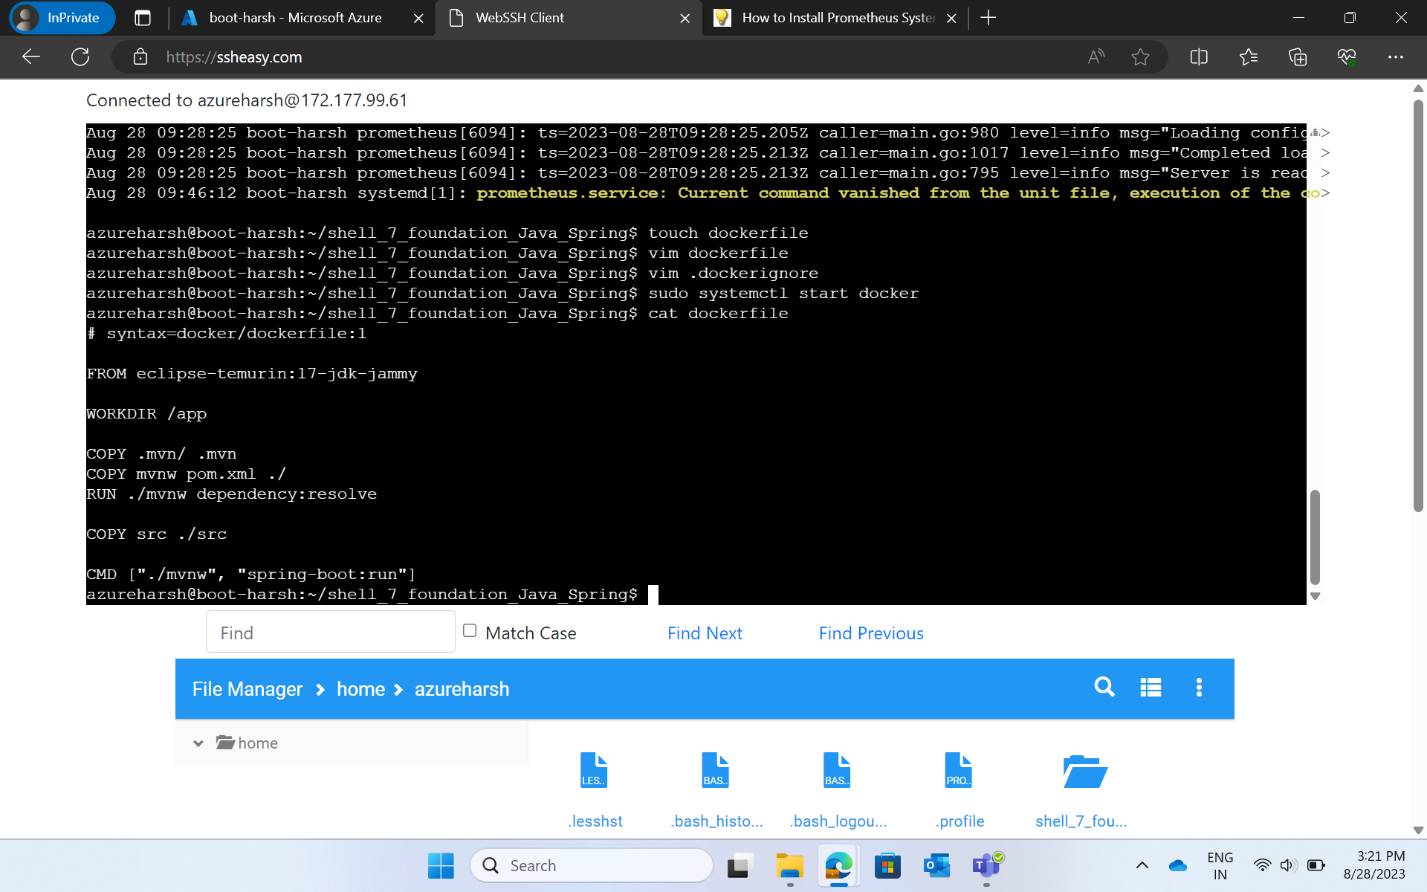 InPrivate
boot-harsh - Microsoft Azure
WebSSH Client
How to Install Prometheus Syste
https://ssheasy.com
Connected to azureharsh@172.177.99.61
Aug 28 09:28:25 boot-harsh prometheus[6094]: ts=2023-08-28T09:28:25.205Z caller=main.go:980 level=info msg="Loading config>
Aug 28 09:28:25 boot-harsh prometheus[6094]: ts=2023-08-28T09:28:25.213Z caller=main.go:1017 level=info msg="Completed loa>
Aug 28 09:28:25 boot-harsh prometheus[6094]: ts=2023-08-28T09:28:25.213Z caller=main.go:795 level=info msg="Server is read>
Aug 28 09:46:12 boot-harsh systemd[1]: prometheus.service: Current command vanished from the unit file, execution of the co>
azureharsh@boot-harsh:~/shell_7_foundation_Java_Spring$ touch dockerfile
azureharsh@boot-harsh:~/shell_7_foundation_Java_Spring$ vim dockerfile
azureharsh@boot-harsh:~/shell_7_foundation_Java_Spring$ vim .dockerignore
azureharsh@boot-harsh:~/shell_7_foundation_Java_Spring$ sudo systemctl start docker
azureharsh@boot-harsh:~/shell_7_foundation_Java_Spring$ cat dockerfile
# syntax=docker/dockerfile:1
FROM eclipse-temurin:17-jdk-jammy
WORKDIR /app
COPY .mvn/ .mvn
COPY mvnw pom.xml ./
RUN ./mvnw dependency:resolve
COPY src ./src
CMD ["./mvnw", "spring-boot:run"]
azureharsh@boot-harsh:~/shell_7_foundation_Java_Spring$
Find
Match Case
Find Next
Find Previous
File Manager > home > azureharsh
home
LES..
BAS..
BAS..
PRO..
.lesshst
.bash_histo...
.bash_logou...
.profile
shell_7_fou...
Search
ENG
IN
3:21 PM
8/28/2023